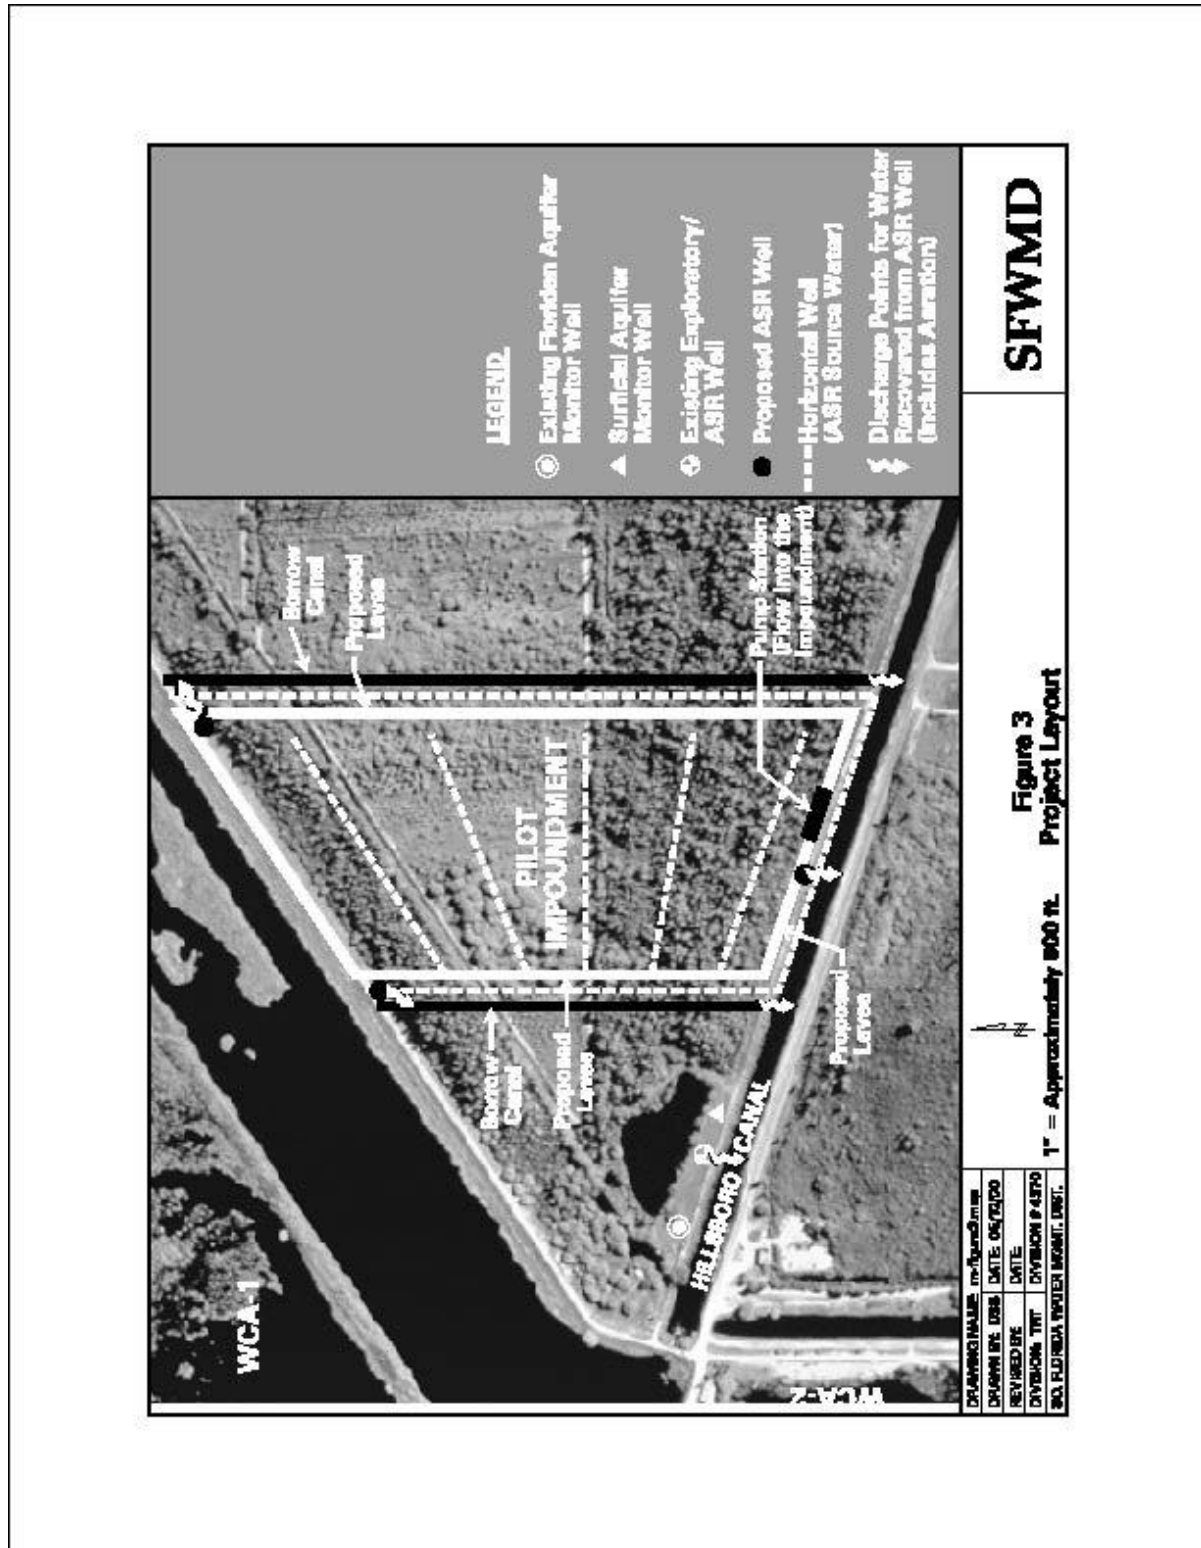 WCA-1
Borrow
Canal
Proposed
Levee
PILOT
IMPOUNDMENT
Borrow
Canal
Proposed
Levee
Pump Station
(Flow into the
Impoundment)
HILLSBORO CANAL
Proposed
Levee
WCA-2
LEGEND
Existing Floridan Aquifer
Monitor Well
Surficial Aquifer
Monitor Well
Existing Exploratory/
ASR Well
Proposed ASR Well
Horizontal Well
(ASR Source Water)
Discharge Points for Water
Recovered from ASR Well
(Includes Aeration)
DRAWING NAME:
DRAWN BY: DATE:
REVISED BY: DATE:
DIVISION: TRT DIVISION # 4370
SO. FLORIDA WATER MGMT. DIST.
1" = Approximately 800 ft.
Figure 3
Project Layout
SFWMD